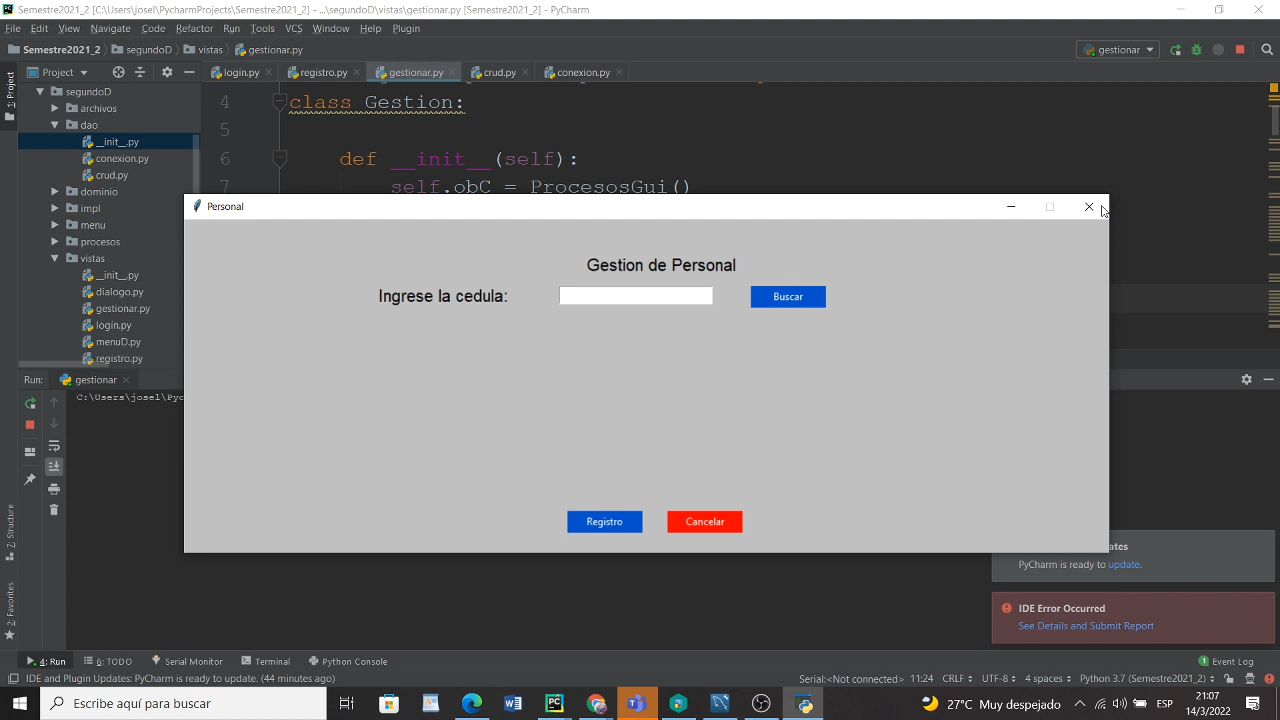 Semestre2021_2 [C:\Users\josel\PycharmProjects\Semestre2021_2] - ...\segundoD\vistas\gestionar.py [Semestre2021_2] - PyCharm
File Edit View Navigate Code Refactor Run Tools VCS Window Help Plugin
Semestre2021_2 segundoD vistas gestionar.py
gestionar
Project
login.py registro.py gestionar.py crud.py conexion.py
1: Project
segundoD
archivos
dao
__init__.py
conexion.py
crud.py
dominio
impl
menu
procesos
vistas
__init__.py
dialogo.py
gestionar.py
login.py
menuD.py
registro.py
4 class Gestion:
5
6 def __init__(self):
7 self.obC = ProcesosGui()
Personal
Gestion de Personal
Ingrese la cedula:
Buscar
Registro Cancelar
Run: gestionar
C:\Users\josel\Pyc
7: Structure
2: Favorites
ates
PyCharm is ready to update.
IDE Error Occurred
See Details and Submit Report
4: Run 6: TODO Serial Monitor Terminal Python Console
1 Event Log
IDE and Plugin Updates: PyCharm is ready to update. (44 minutes ago)
Serial:<Not connected> 11:24 CRLF UTF-8 4 spaces Python 3.7 (Semestre2021_2)
Escribe aquí para buscar
27°C Muy despejado
ESP
21:07
14/3/2022